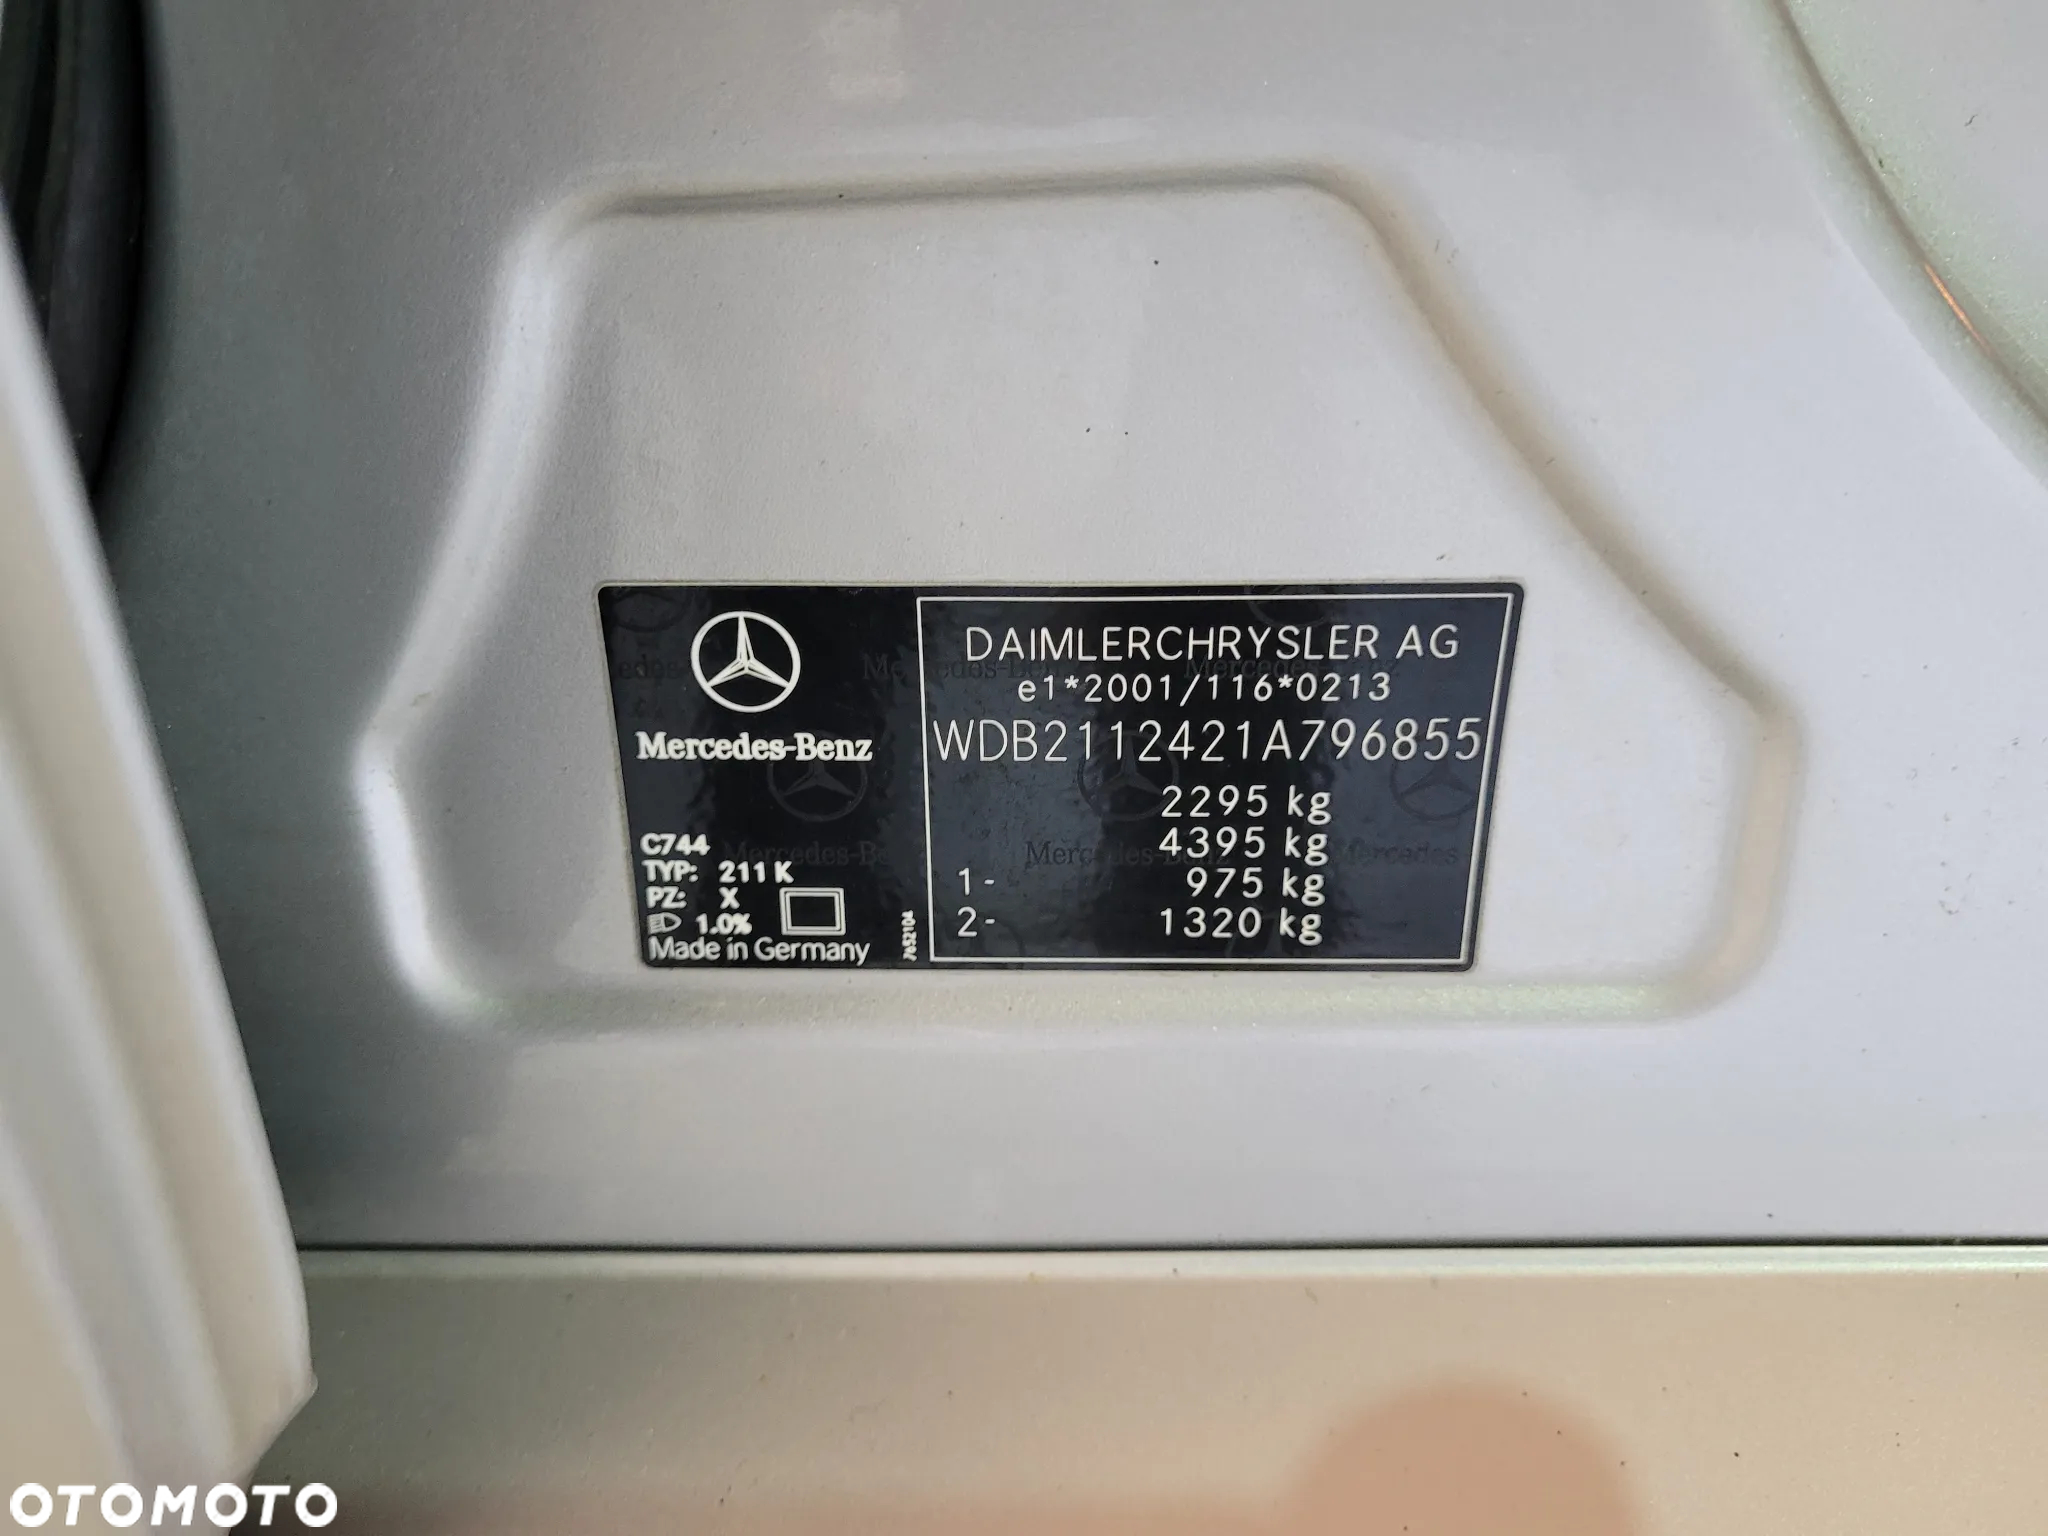 Mercedes-Benz
C744
TYP: 211 K
PZ: X
1.0%
Made in Germany
7652104
DAIMLERCHRYSLER AG
e1*2001/116*0213
WDB2112421A796855
2295 kg
4395 kg
1- 975 kg
2- 1320 kg
OTOMOTO